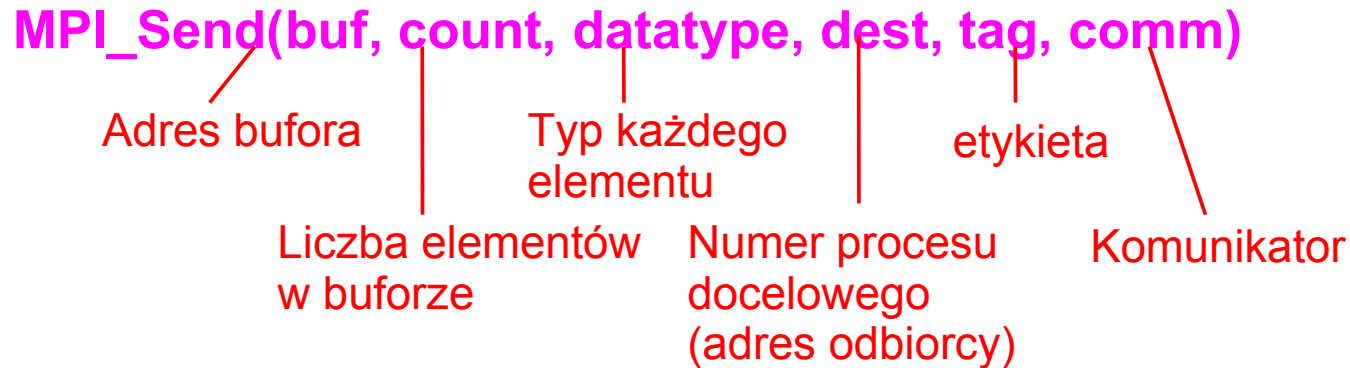 MPI_Send(buf, count, datatype, dest, tag, comm)
Adres bufora
Typ każdego
elementu
etykieta
Liczba elementów
w buforze
Numer procesu
docelowego
(adres odbiorcy)
Komunikator